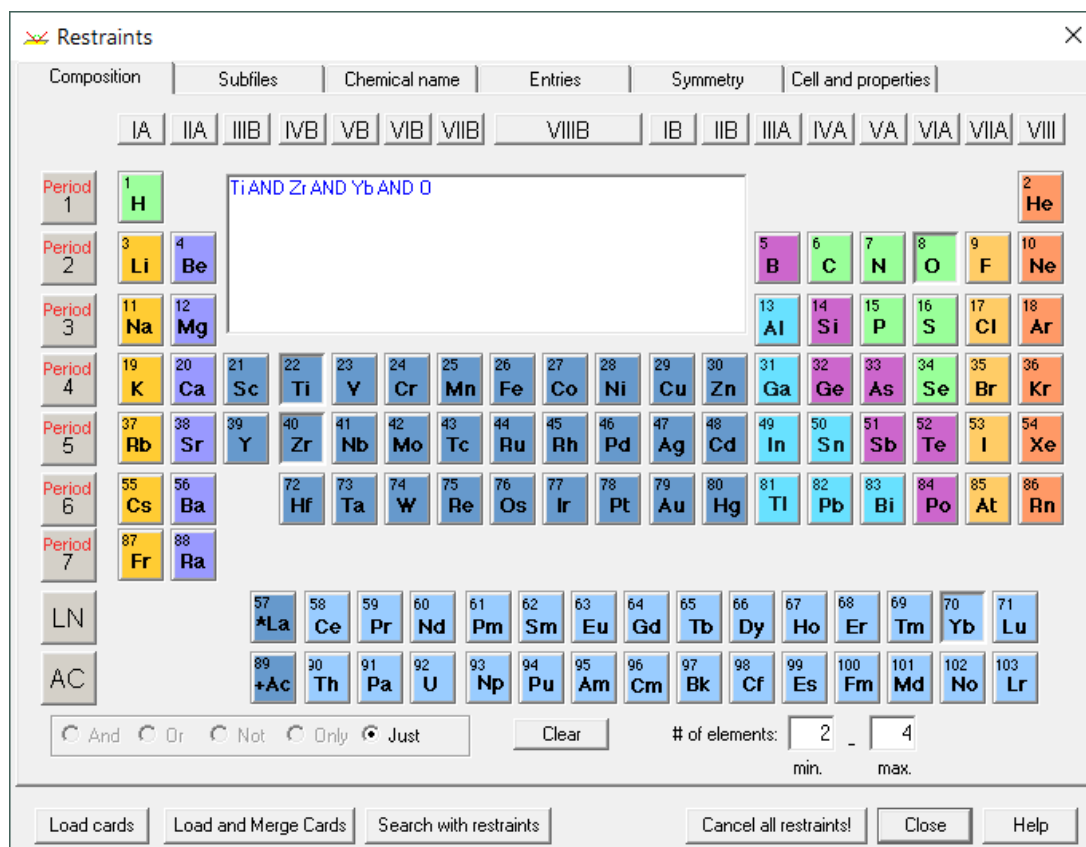 Restraints
Composition Subfiles Chemical name Entries Symmetry Cell and properties
IA IIA IIIB IVB VB VIB VIIB VIIIB IB IIB IIIA IVA VA VIA VIIA VIII
Period 1 1 H Ti AND Zr AND Yb AND O 2 He
Period 2 3 Li 4 Be 5 B 6 C 7 N 8 O 9 F 10 Ne
Period 3 11 Na 12 Mg 13 Al 14 Si 15 P 16 S 17 Cl 18 Ar
Period 4 19 K 20 Ca 21 Sc 22 Ti 23 V 24 Cr 25 Mn 26 Fe 27 Co 28 Ni 29 Cu 30 Zn 31 Ga 32 Ge 33 As 34 Se 35 Br 36 Kr
Period 5 37 Rb 38 Sr 39 Y 40 Zr 41 Nb 42 Mo 43 Tc 44 Ru 45 Rh 46 Pd 47 Ag 48 Cd 49 In 50 Sn 51 Sb 52 Te 53 I 54 Xe
Period 6 55 Cs 56 Ba 72 Hf 73 Ta 74 W 75 Re 76 Os 77 Ir 78 Pt 79 Au 80 Hg 81 Tl 82 Pb 83 Bi 84 Po 85 At 86 Rn
Period 7 87 Fr 88 Ra
LN 57 *La 58 Ce 59 Pr 60 Nd 61 Pm 62 Sm 63 Eu 64 Gd 65 Tb 66 Dy 67 Ho 68 Er 69 Tm 70 Yb 71 Lu
AC 89 +Ac 90 Th 91 Pa 92 U 93 Np 94 Pu 95 Am 96 Cm 97 Bk 98 Cf 99 Es 100 Fm 101 Md 102 No 103 Lr
And Or Not Only Just Clear # of elements: 2 - 4
min. max.
Load cards Load and Merge Cards Search with restraints Cancel all restraints! Close Help